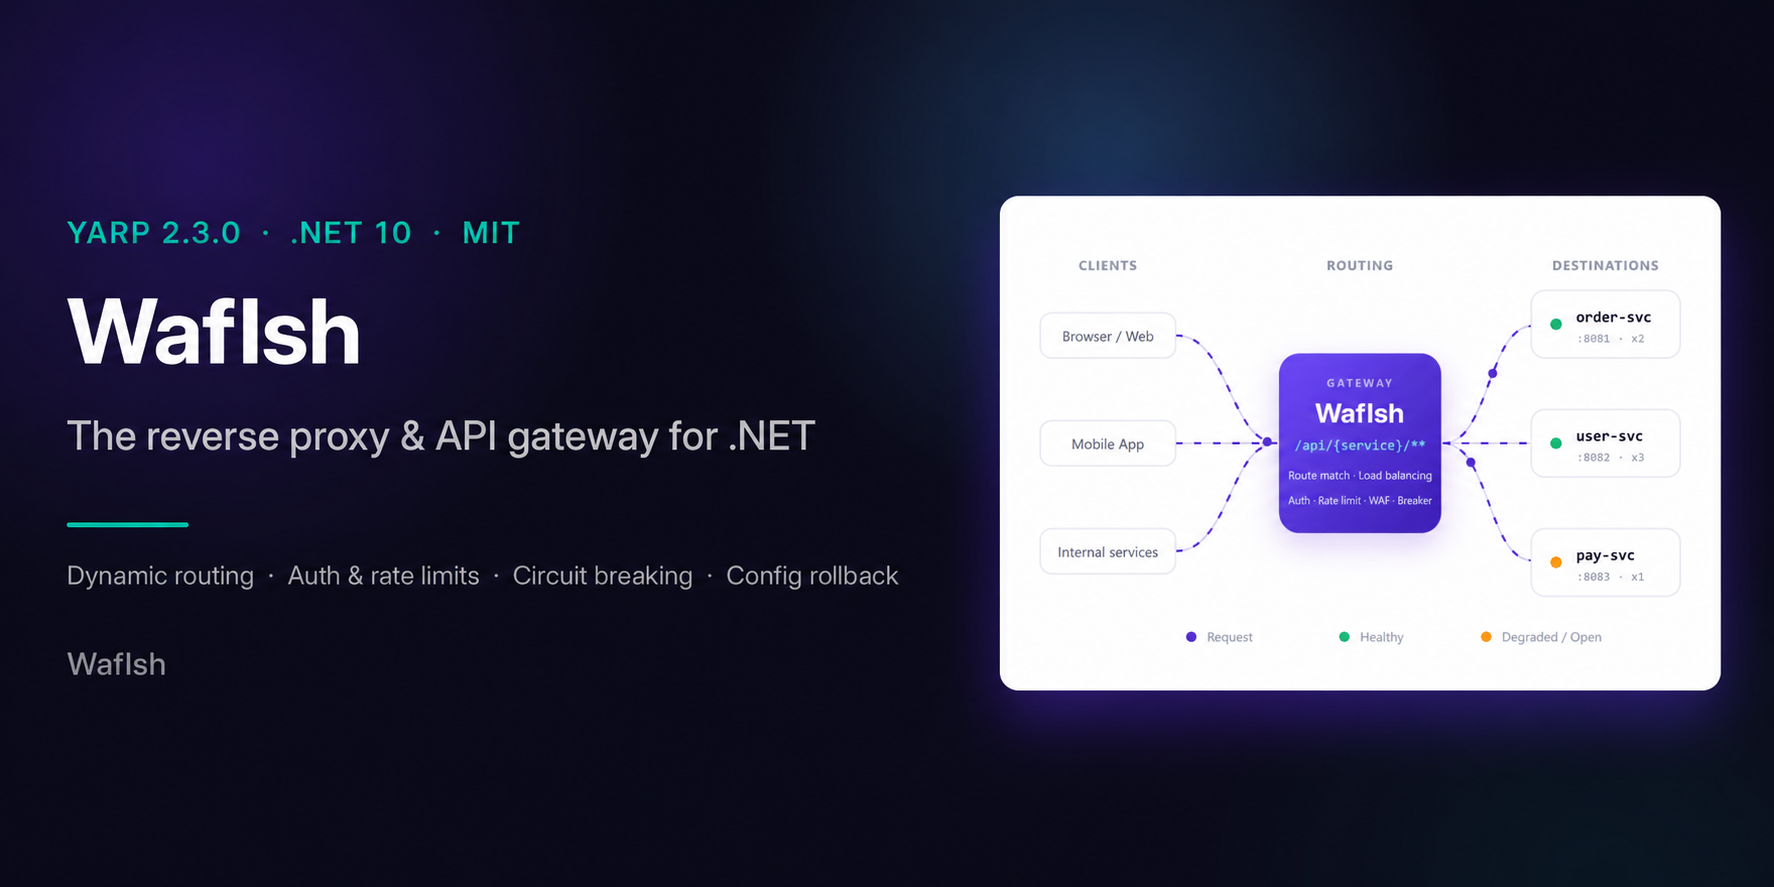 YARP 2.3.0 · .NET 10 · MIT
Waflsh
The reverse proxy & API gateway for .NET
Dynamic routing · Auth & rate limits · Circuit breaking · Config rollback
Waflsh
CLIENTS
Browser / Web
Mobile App
Internal services
ROUTING
GATEWAY
Waflsh
/api/{service}/**
Route match · Load balancing
Auth · Rate limit · WAF · Breaker
DESTINATIONS
order-svc
:8081 · x2
user-svc
:8082 · x3
pay-svc
:8083 · x1
Request
Healthy
Degraded / Open